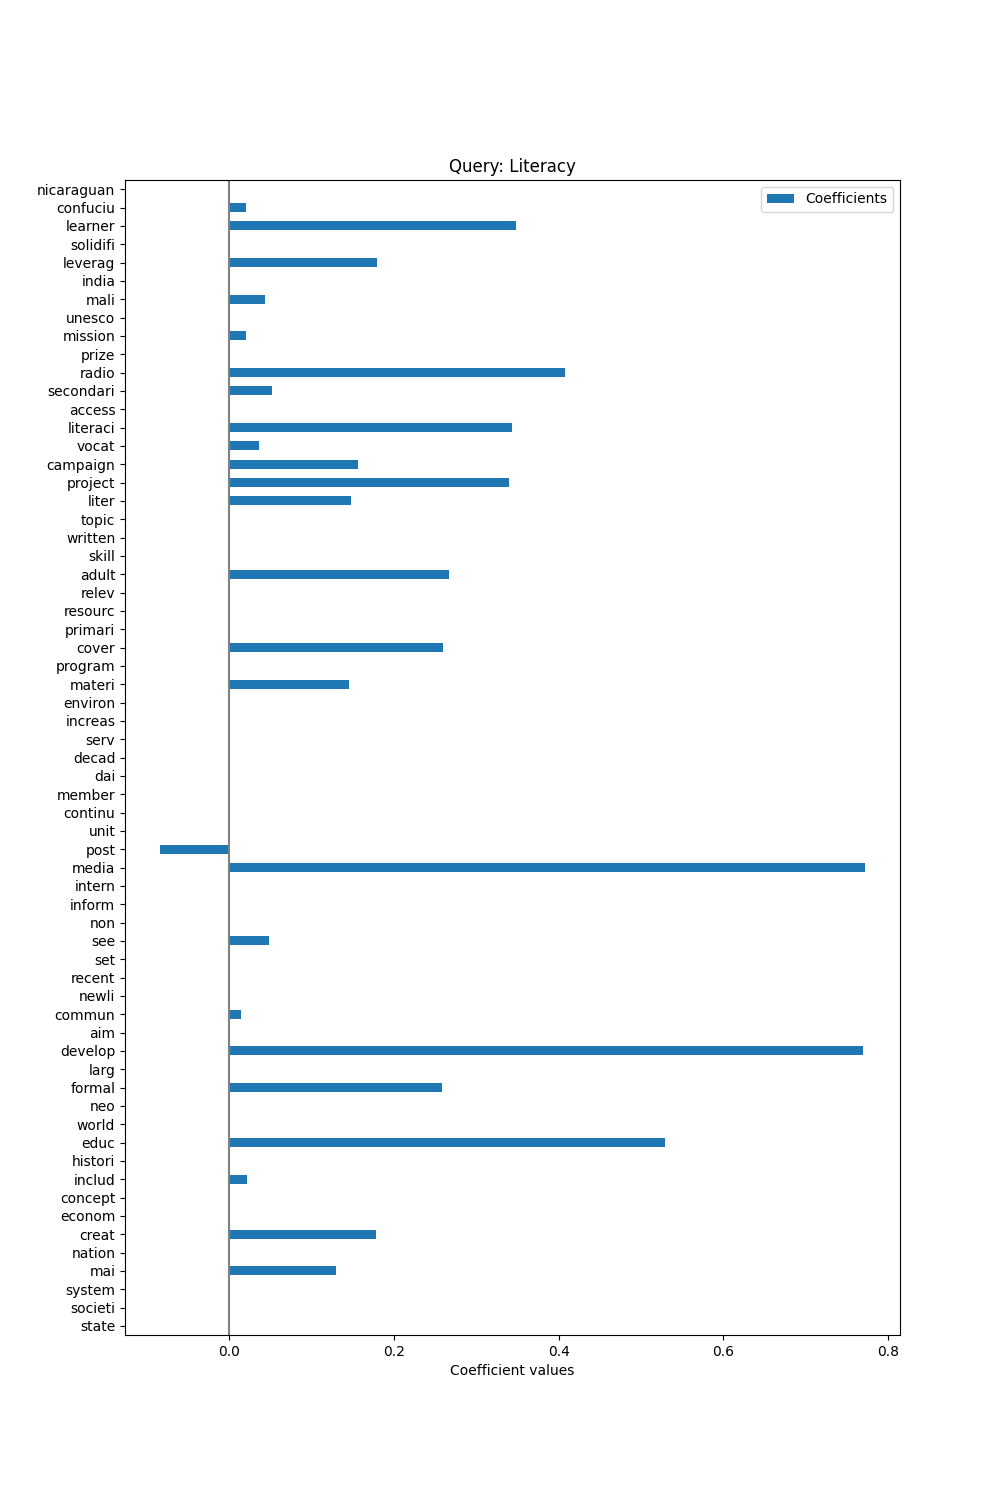 Query: Literacy
Coefficients
nicaraguan
confuciu
learner
solidifi
leverag
india
mali
unesco
mission
prize
radio
secondari
access
literaci
vocat
campaign
project
liter
topic
written
skill
adult
relev
resourc
primari
cover
program
materi
environ
increas
serv
decad
dai
member
continu
unit
post
media
intern
inform
non
see
set
recent
newli
commun
aim
develop
larg
formal
neo
world
educ
histori
includ
concept
econom
creat
nation
mai
system
societi
state
0.0 0.2 0.4 0.6 0.8
Coefficient values